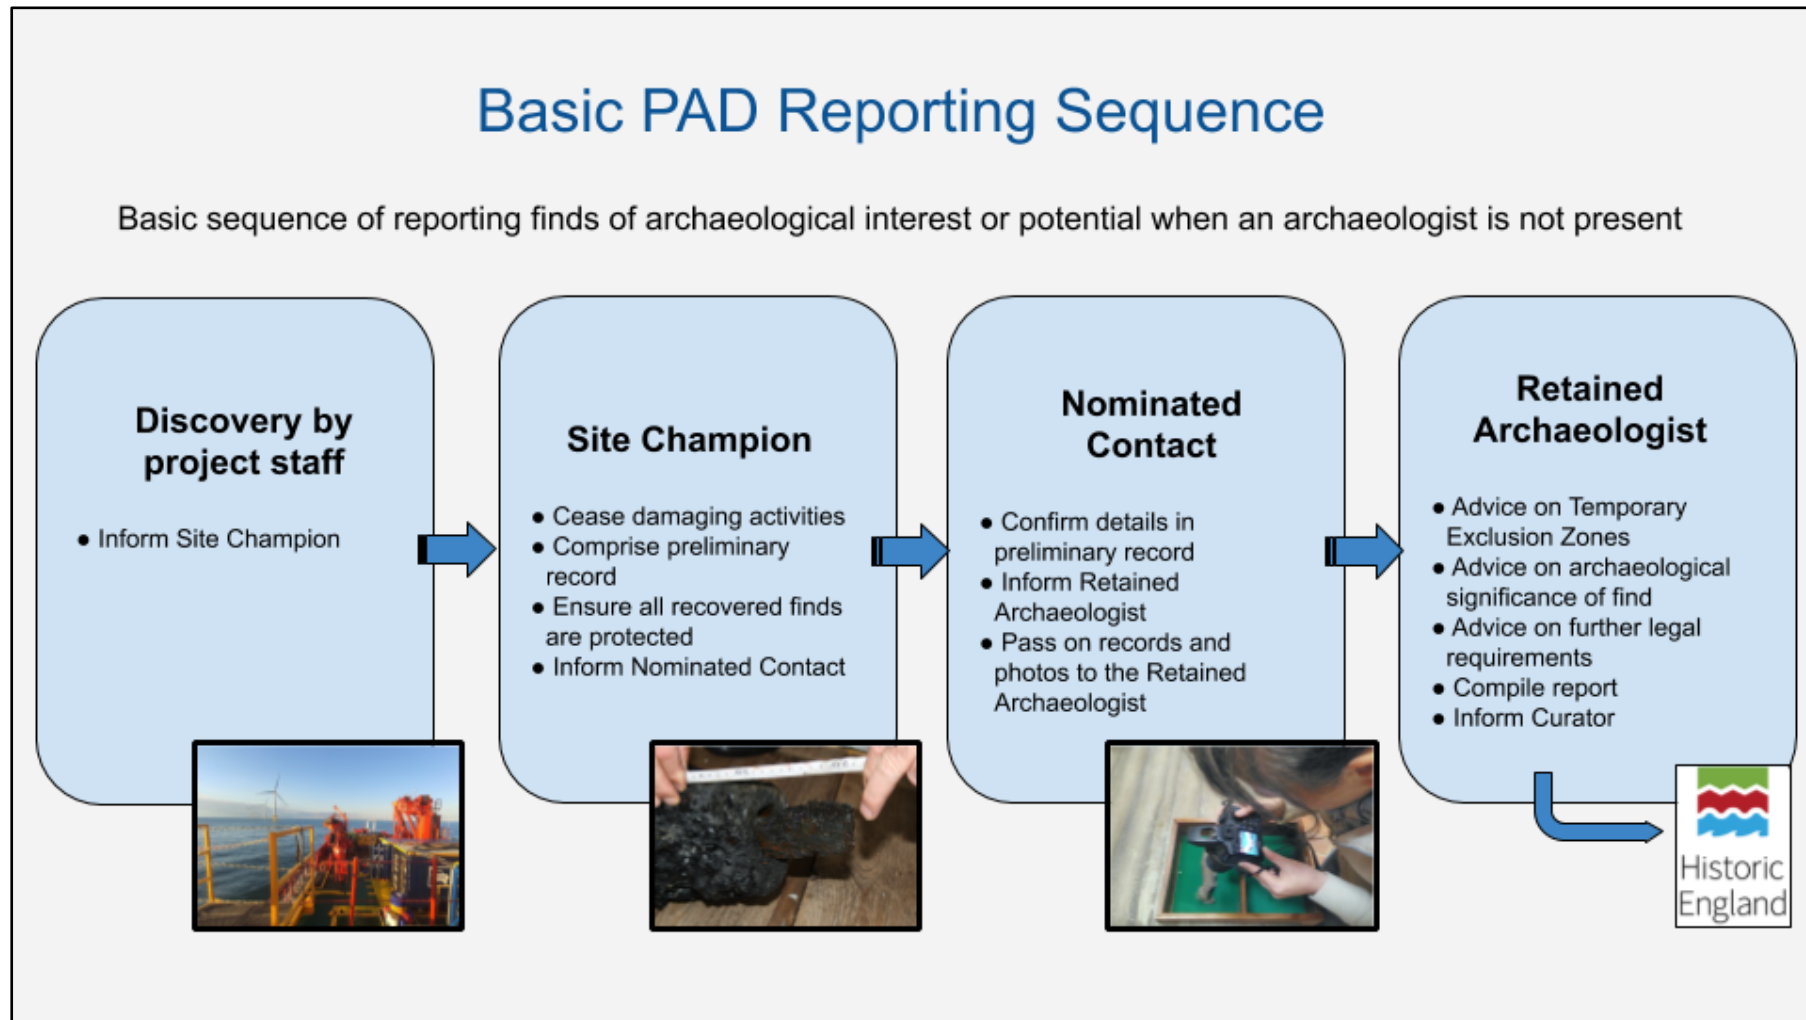 Basic PAD Reporting Sequence
Basic sequence of reporting finds of archaeological interest or potential when an archaeologist is not present
Discovery by
project staff
● Inform Site Champion
Site Champion
● Cease damaging activities
● Comprise preliminary
record
● Ensure all recovered finds
are protected
● Inform Nominated Contact
Nominated
Contact
● Confirm details in
preliminary record
● Inform Retained
Archaeologist
● Pass on records and
photos to the Retained
Archaeologist
Retained
Archaeologist
● Advice on Temporary
Exclusion Zones
● Advice on archaeological
significance of find
● Advice on further legal
requirements
● Compile report
● Inform Curator
Historic
England